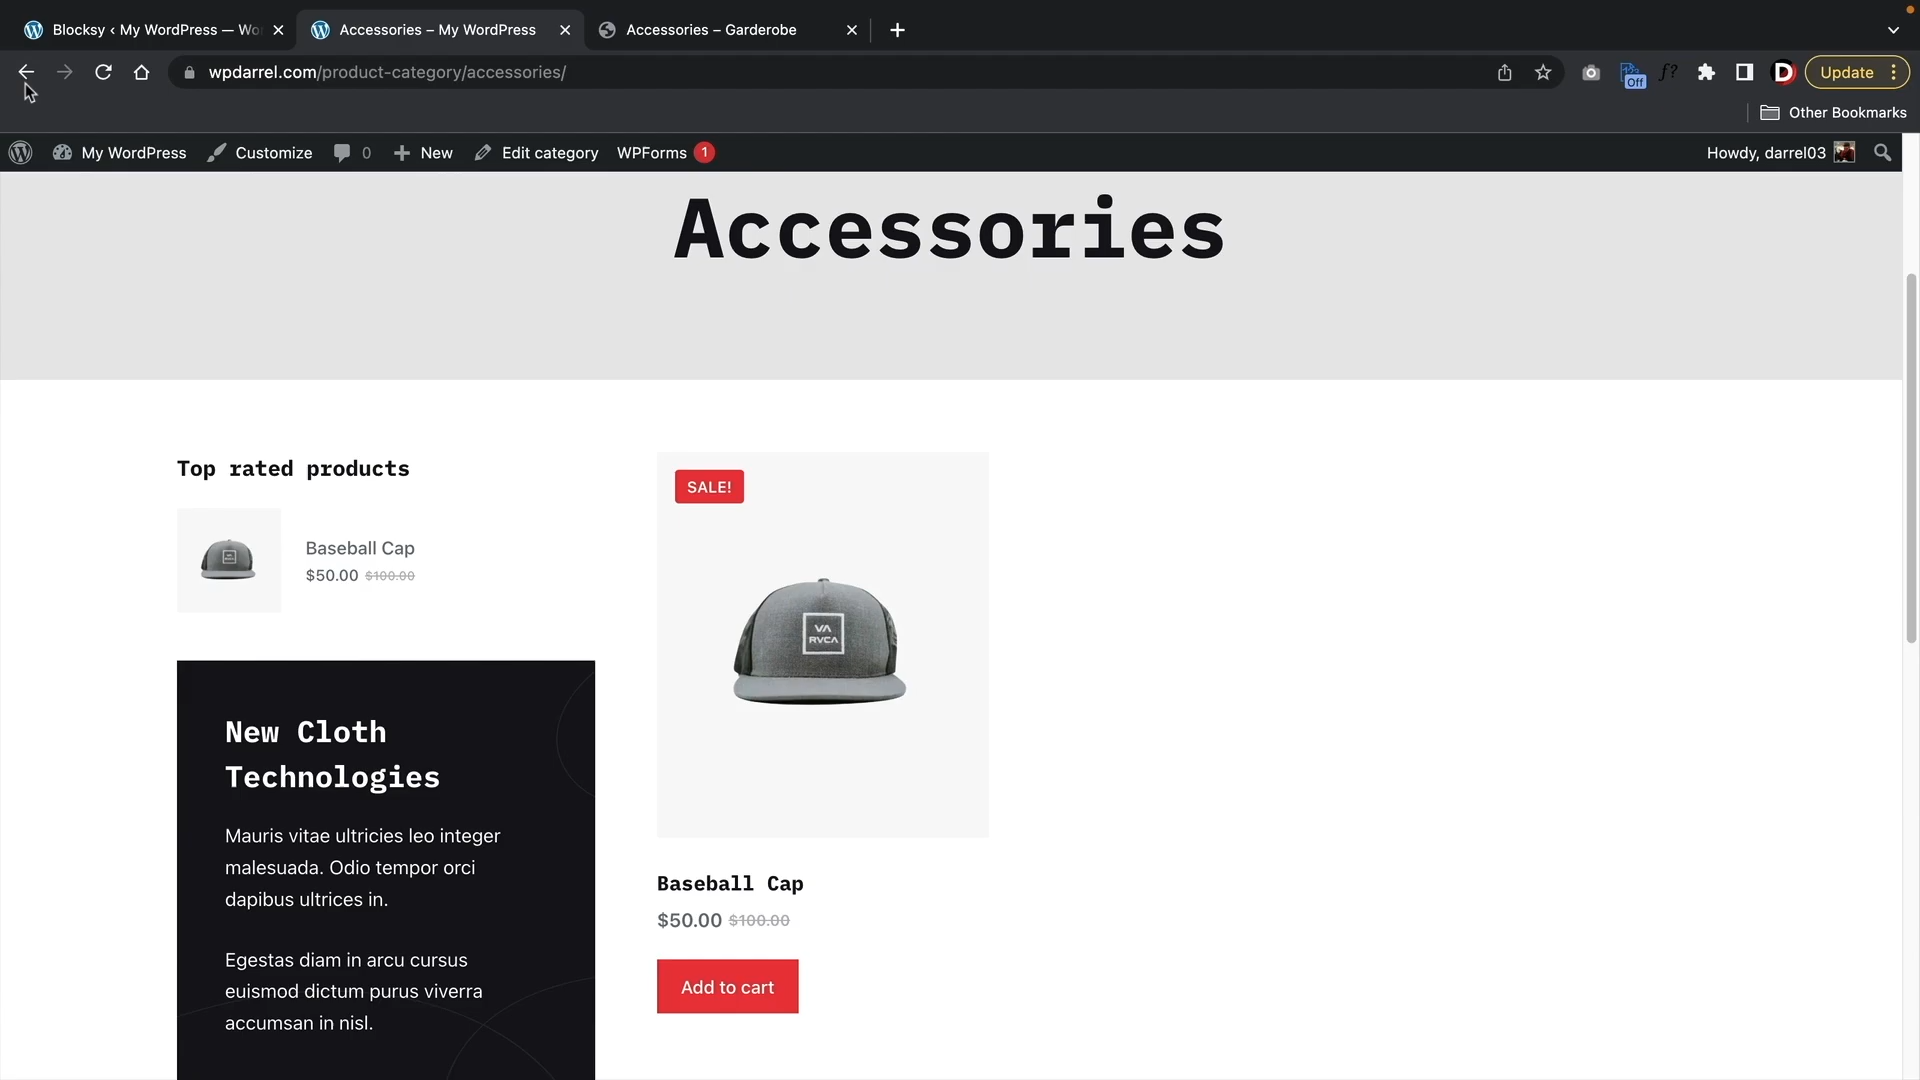 Blocksy ‹ My WordPress — Wo
Accessories – My WordPress
Accessories – Garderobe
wpdarrel.com/product-category/accessories/
Off
f?
D
Update
Other Bookmarks
My WordPress
Customize
0
New
Edit category
WPForms 1
Howdy, darrel03
Accessories
Top rated products
Baseball Cap
$50.00 $100.00
New Cloth
Technologies
Mauris vitae ultricies leo integer
malesuada. Odio tempor orci
dapibus ultrices in.
Egestas diam in arcu cursus
euismod dictum purus viverra
accumsan in nisl.
SALE!
VA
RVCA
Baseball Cap
$50.00 $100.00
Add to cart